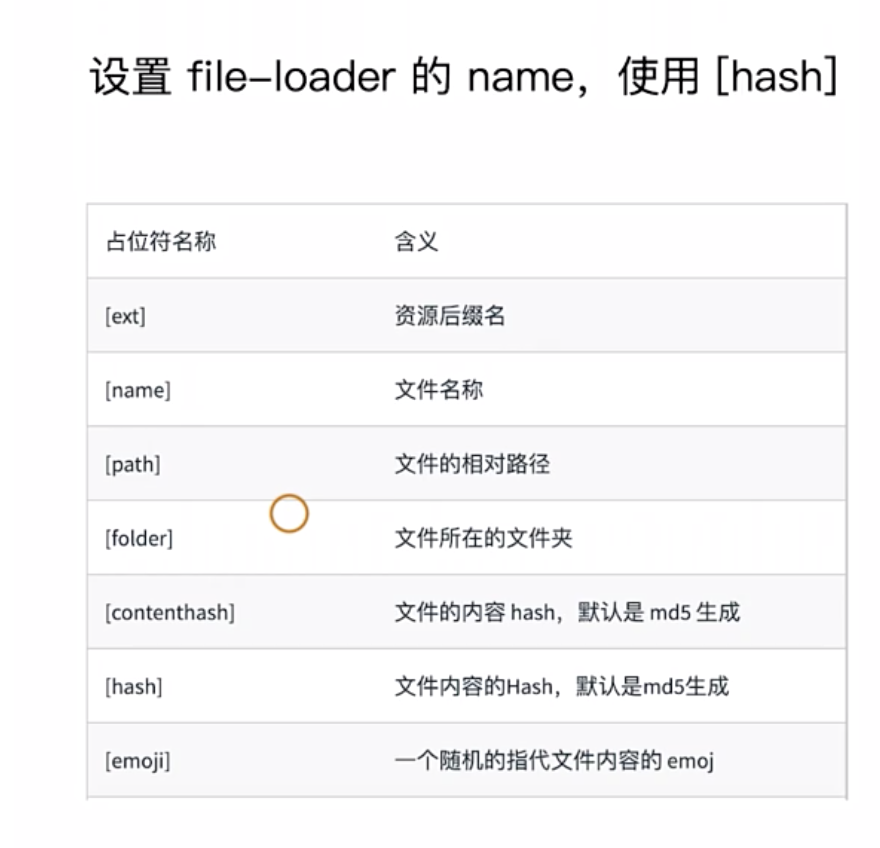 设置 file-loader 的 name，使用 [hash]
占位符名称 含义
[ext] 资源后缀名
[name] 文件名称
[path] 文件的相对路径
[folder] 文件所在的文件夹
[contenthash] 文件的内容 hash，默认是 md5 生成
[hash] 文件内容的Hash，默认是md5生成
[emoji] 一个随机的指代文件内容的 emoj